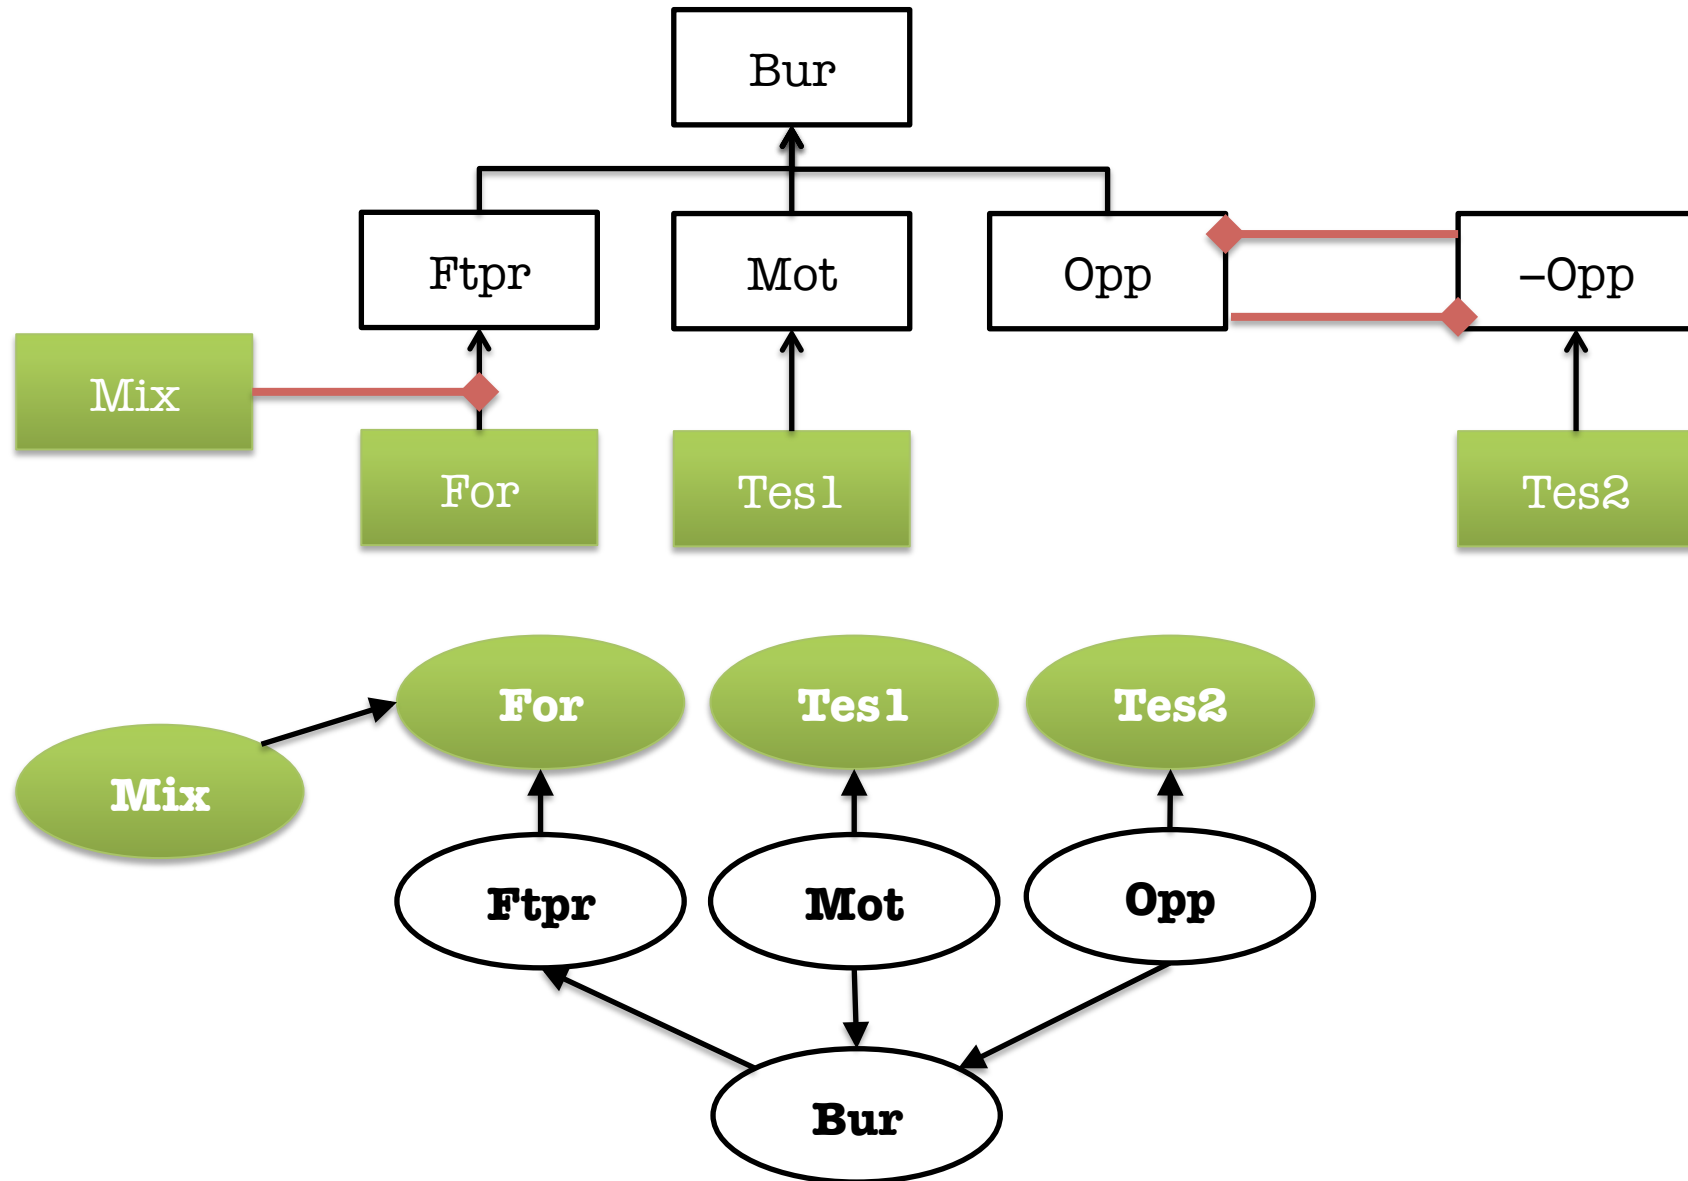 Bur
Ftpr
Mot
Opp
–Opp
Mix
For
Tes1
Tes2
For
Tes1
Tes2
Mix
Ftpr
Mot
Opp
Bur